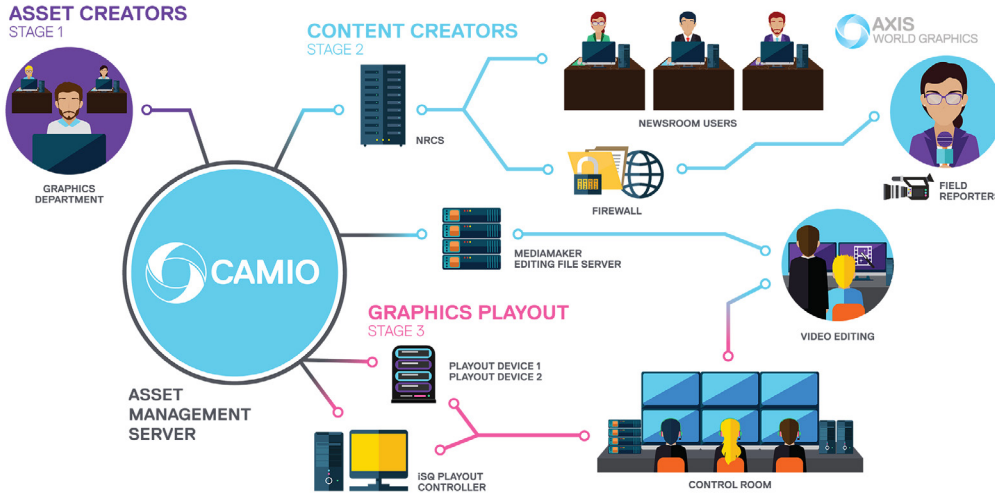 ASSET CREATORS
STAGE 1
GRAPHICS
DEPARTMENT
CONTENT CREATORS
STAGE 2
NRCS
NEWSROOM USERS
AXIS
WORLD GRAPHICS
FIREWALL
FIELD
REPORTERS
MEDIAMAKER
EDITING FILE SERVER
VIDEO EDITING
CAMIO
ASSET
MANAGEMENT
SERVER
GRAPHICS PLAYOUT
STAGE 3
PLAYOUT DEVICE 1
PLAYOUT DEVICE 2
iSQ PLAYOUT
CONTROLLER
CONTROL ROOM